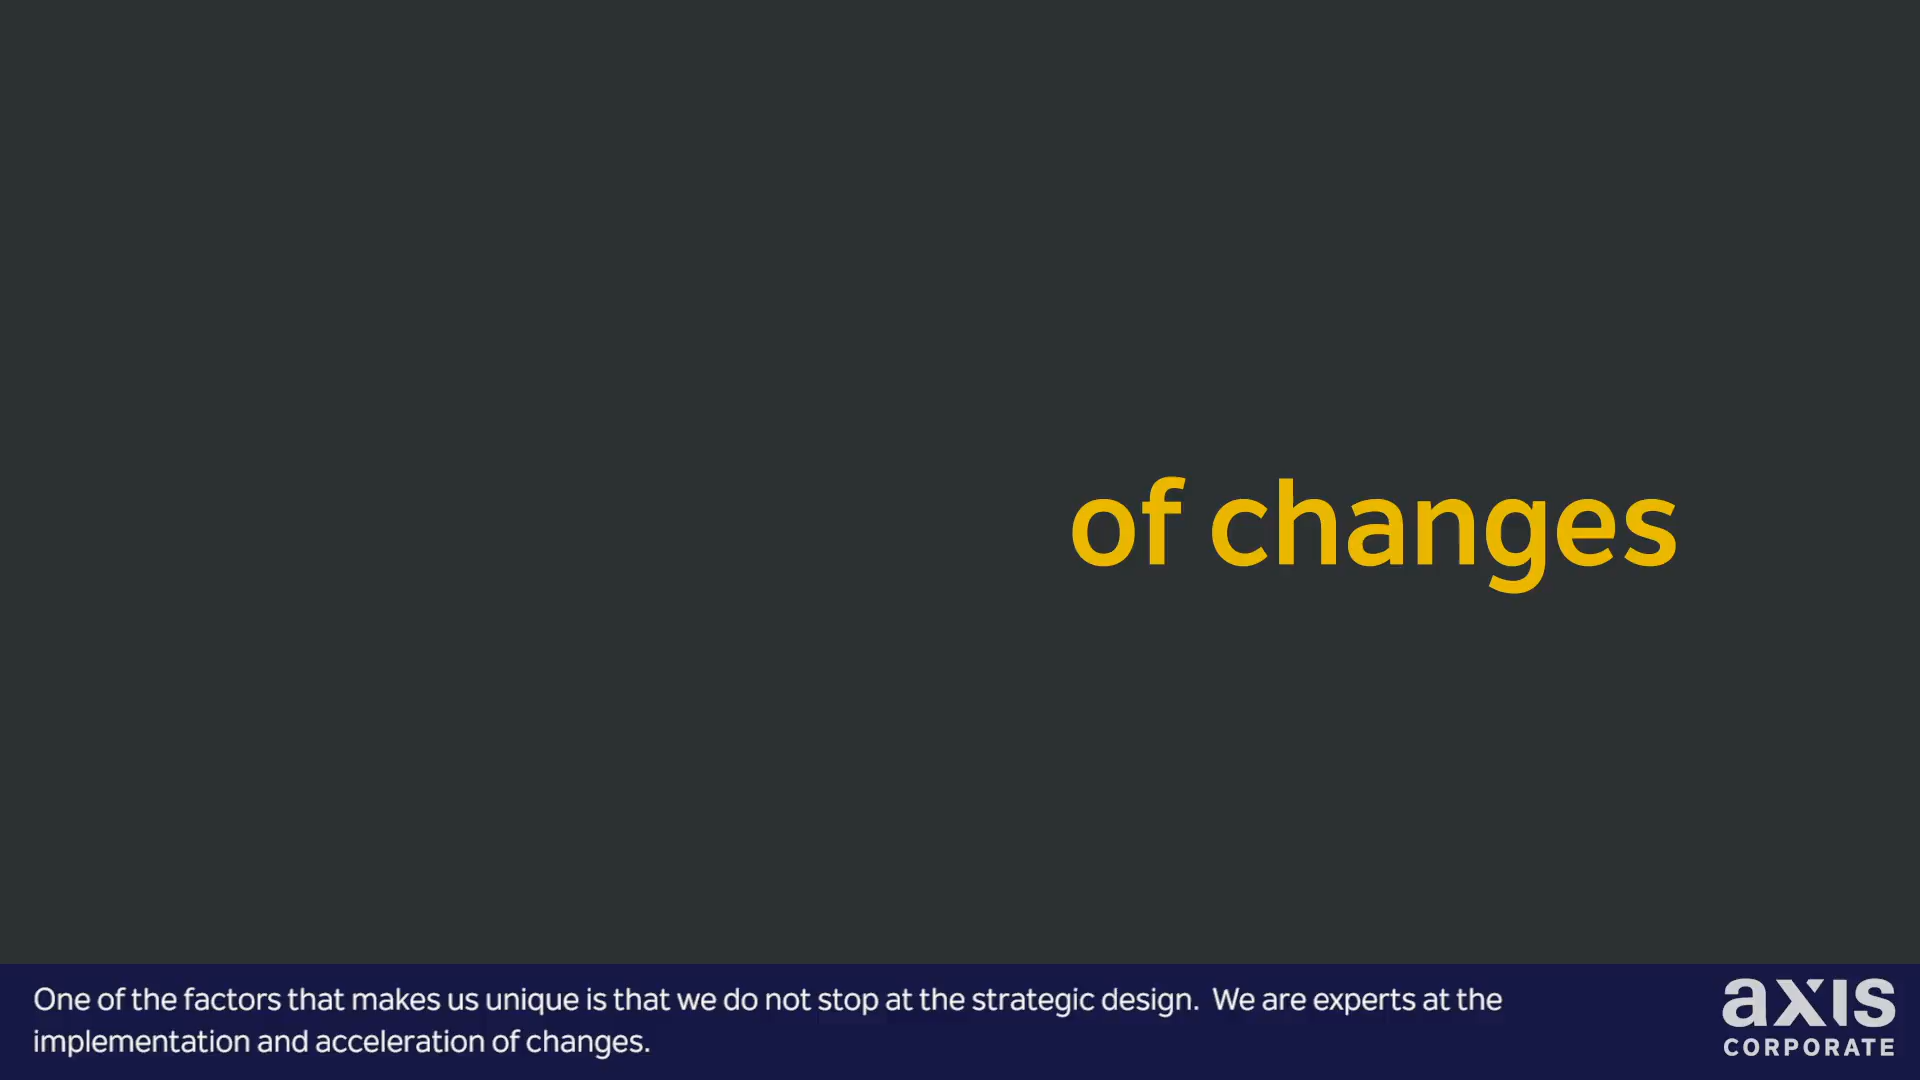 of changes
One of the factors that makes us unique is that we do not stop at the strategic design.  We are experts at the
implementation and acceleration of changes.
axis
CORPORATE